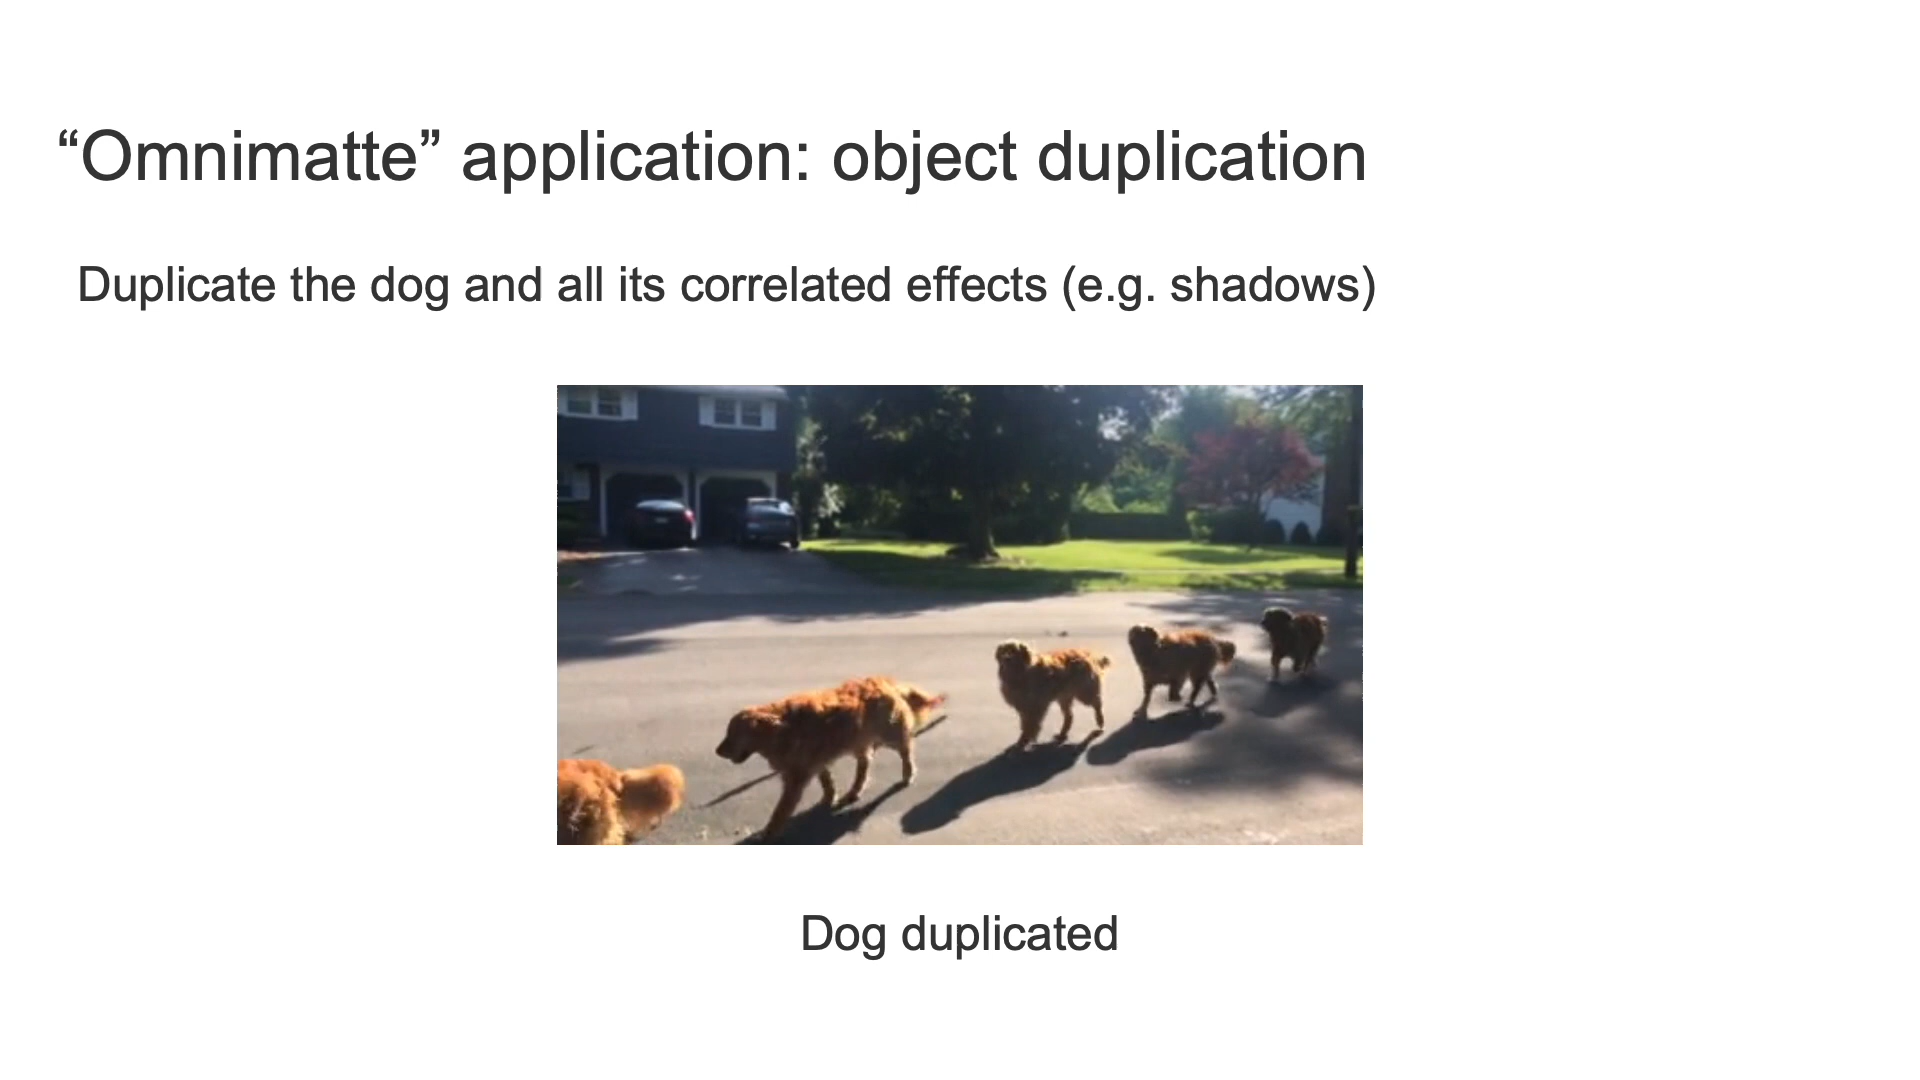 “Omnimatte” application: object duplication
Duplicate the dog and all its correlated effects (e.g. shadows)
Dog duplicated